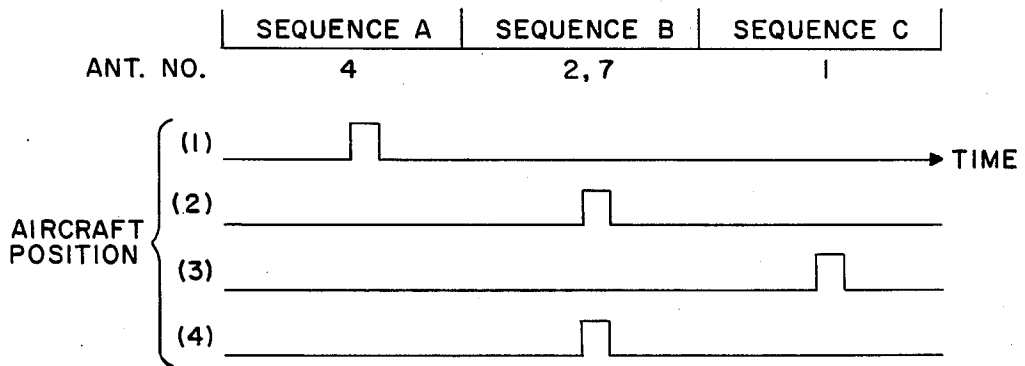 SEQUENCE A SEQUENCE B SEQUENCE C
ANT. NO. 4 2,7 1
(1)
TIME
(2)
AIRCRAFT
POSITION
(3)
(4)